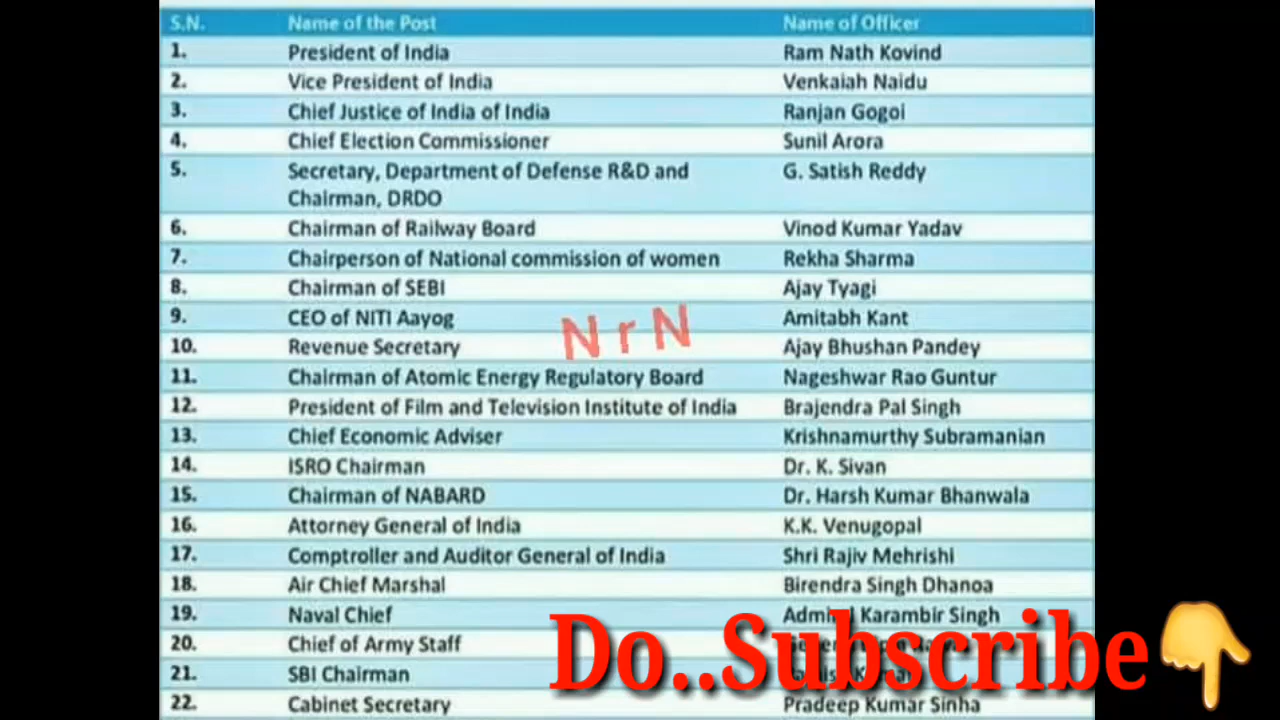 S.N. Name of the Post Name of Officer
1. President of India Ram Nath Kovind
2. Vice President of India Venkaiah Naidu
3. Chief Justice of India of India Ranjan Gogoi
4. Chief Election Commissioner Sunil Arora
5. Secretary, Department of Defense R&D and G. Satish Reddy
Chairman, DRDO
6. Chairman of Railway Board Vinod Kumar Yadav
7. Chairperson of National commission of women Rekha Sharma
8. Chairman of SEBI Ajay Tyagi
9. CEO of NITI Aayog Amitabh Kant
N r N
10. Revenue Secretary Ajay Bhushan Pandey
11. Chairman of Atomic Energy Regulatory Board Nageshwar Rao Guntur
12. President of Film and Television Institute of India Brajendra Pal Singh
13. Chief Economic Adviser Krishnamurthy Subramanian
14. ISRO Chairman Dr. K. Sivan
15. Chairman of NABARD Dr. Harsh Kumar Bhanwala
16. Attorney General of India K.K. Venugopal
17. Comptroller and Auditor General of India Shri Rajiv Mehrishi
18. Air Chief Marshal Birendra Singh Dhanoa
19. Naval Chief Admiral Karambir Singh
20. Chief of Army Staff
Do..Subscribe
21. SBI Chairman
22. Cabinet Secretary Pradeep Kumar Sinha